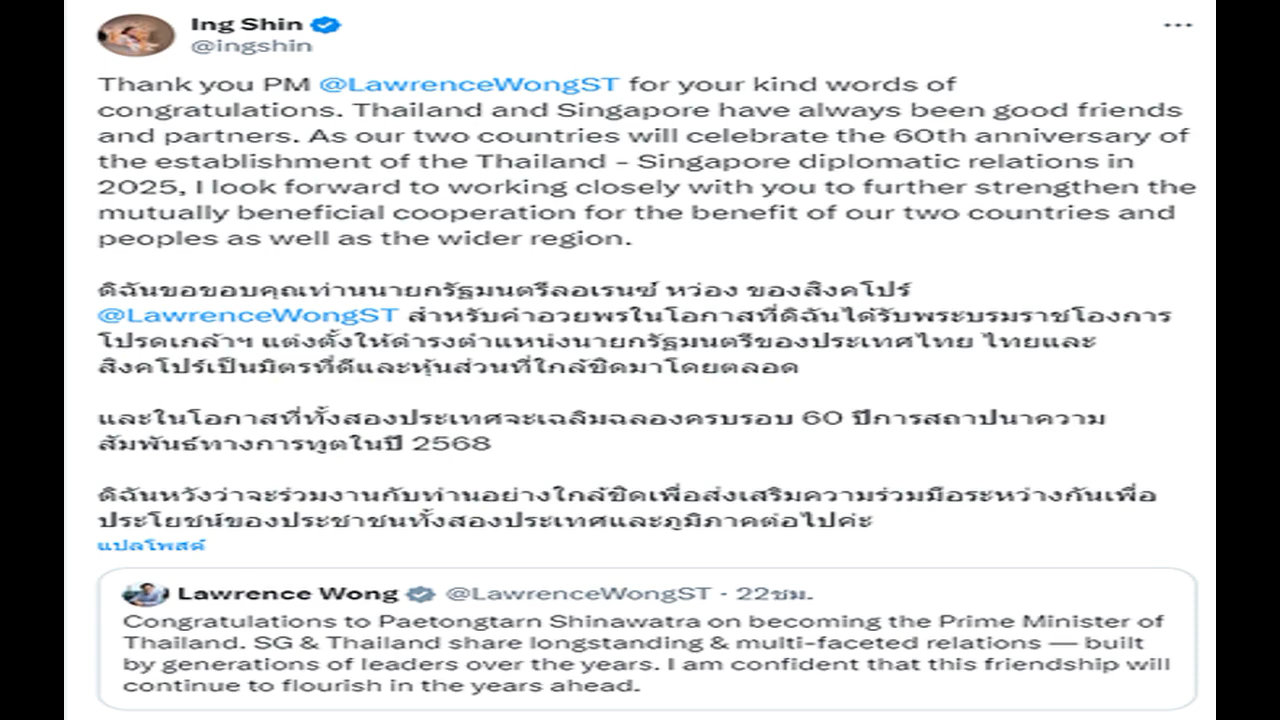 Ing Shin
@ingshin
Thank you PM @LawrenceWongST for your kind words of
congratulations. Thailand and Singapore have always been good friends
and partners. As our two countries will celebrate the 60th anniversary of
the establishment of the Thailand - Singapore diplomatic relations in
2025, I look forward to working closely with you to further strengthen the
mutually beneficial cooperation for the benefit of our two countries and
peoples as well as the wider region.
ดิฉันขอขอบคุณท่านนายกรัฐมนตรีลอเรนซ์ หว่อง ของสิงคโปร์
@LawrenceWongST สำหรับคำอวยพรในโอกาสที่ดิฉันได้รับพระบรมราชโองการ
โปรดเกล้าฯ แต่งตั้งให้ดำรงตำแหน่งนายกรัฐมนตรีของประเทศไทย ไทยและ
สิงคโปร์เป็นมิตรที่ดีและหุ้นส่วนที่ใกล้ชิดมาโดยตลอด
และในโอกาสที่ทั้งสองประเทศจะเฉลิมฉลองครบรอบ 60 ปีการสถาปนาความ
สัมพันธ์ทางการทูตในปี 2568
ดิฉันหวังว่าจะร่วมงานกับท่านอย่างใกล้ชิดเพื่อส่งเสริมความร่วมมือระหว่างกันเพื่อ
ประโยชน์ของประชาชนทั้งสองประเทศและภูมิภาคต่อไปค่ะ
แปลโพสต์
Lawrence Wong @LawrenceWongST · 22ชม.
Congratulations to Paetongtarn Shinawatra on becoming the Prime Minister of
Thailand. SG & Thailand share longstanding & multi-faceted relations — built
by generations of leaders over the years. I am confident that this friendship will
continue to flourish in the years ahead.